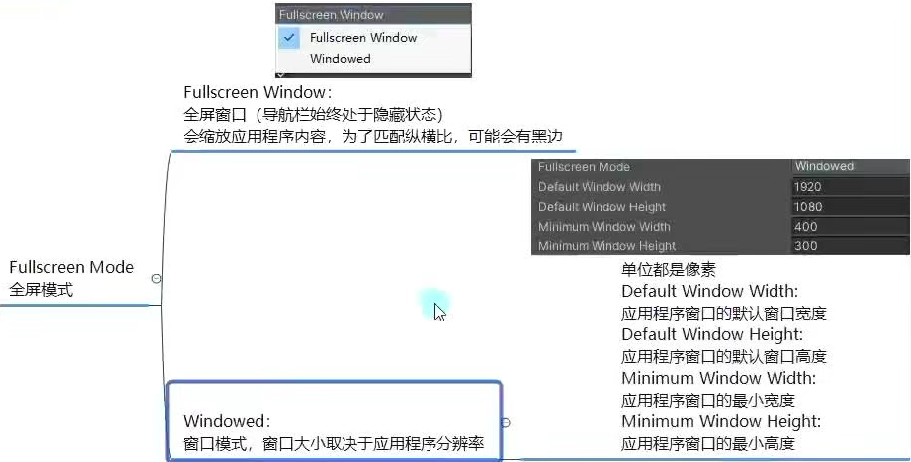 Fullscreen Window
Fullscreen Window
Windowed
Fullscreen Window：
全屏窗口（导航栏始终处于隐藏状态）
会缩放应用程序内容，为了匹配纵横比，可能会有黑边
Fullscreen Mode Windowed
Default Window Width 1920
Default Window Height 1080
Minimum Window Width 400
Minimum Window Height 300
Fullscreen Mode
全屏模式
单位都是像素
Default Window Width:
应用程序窗口的默认窗口宽度
Default Window Height:
应用程序窗口的默认窗口高度
Minimum Window Width:
应用程序窗口的最小宽度
Minimum Window Height:
应用程序窗口的最小高度
Windowed：
窗口模式，窗口大小取决于应用程序分辨率